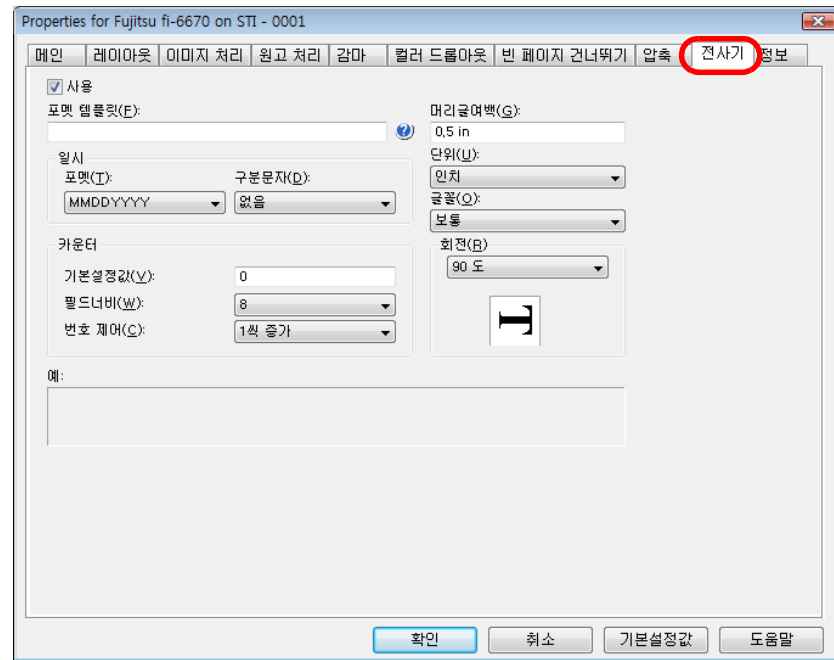 Properties for Fujitsu fi-6670 on STI - 0001
메인 레이아웃 이미지 처리 원고 처리 감마 컬러 드롭아웃 빈 페이지 건너뛰기 압축 전사기 정보
사용
포멧 템플릿(F):
머리글여백(G):
0.5 in
일시
포멧(T):
구분문자(D):
MMDDYYYY
없음
단위(U):
인치
글꼴(O):
보통
카운터
기본설정값(V):
0
필드너비(W):
8
번호 제어(C):
1씩 증가
회전(R)
90 도
T
예:
확인 취소 기본설정값 도움말